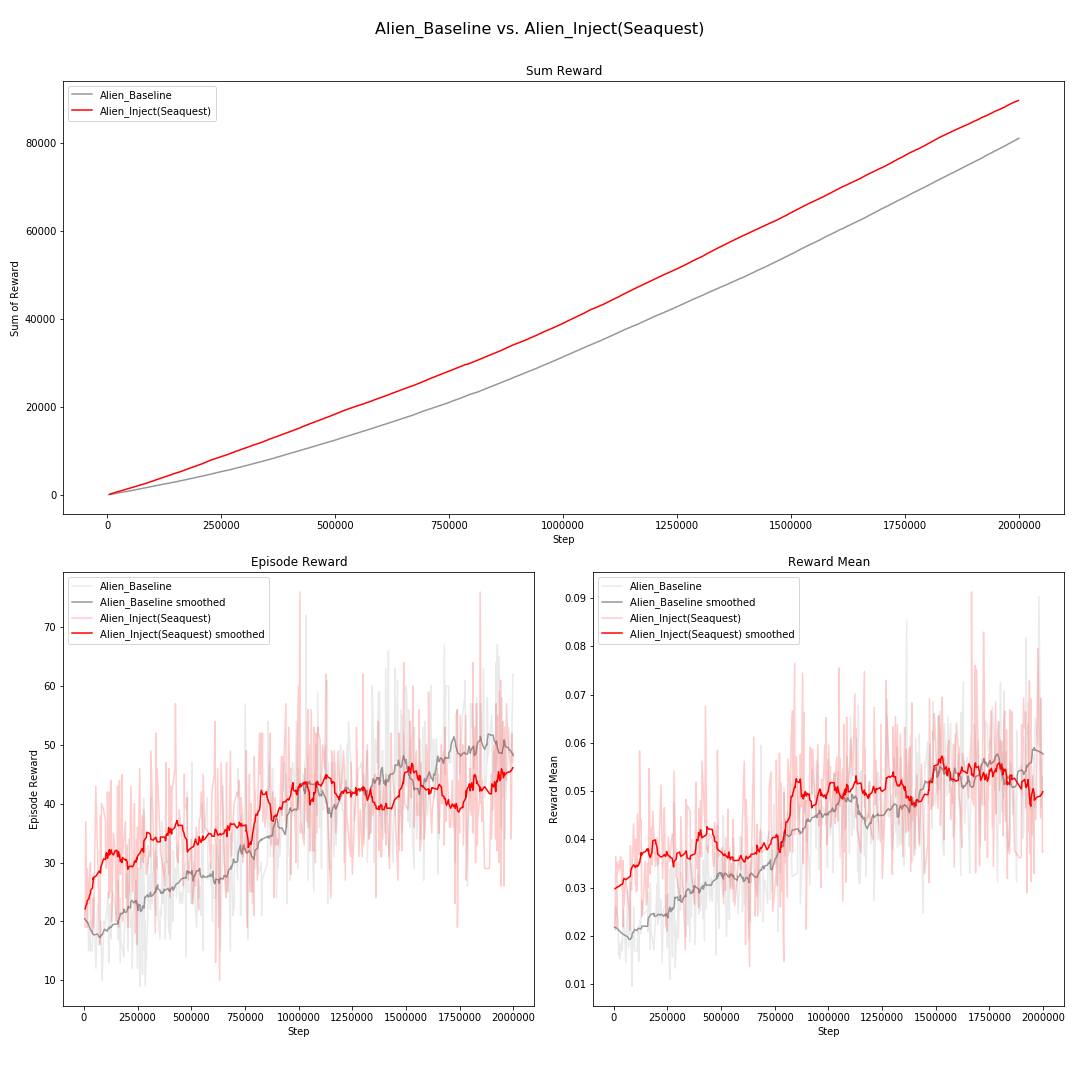 Alien_Baseline vs. Alien_Inject(Seaquest)
Sum Reward
Alien_Baseline
Alien_Inject(Seaquest)
80000
60000
40000
20000
0
Sum of Reward
0 250000 500000 750000 1000000 1250000 1500000 1750000 2000000
Step
Episode Reward
Alien_Baseline
Alien_Baseline smoothed
Alien_Inject(Seaquest)
Alien_Inject(Seaquest) smoothed
70
60
50
40
30
20
10
Episode Reward
0 250000 500000 750000 1000000 1250000 1500000 1750000 2000000
Step
Reward Mean
Alien_Baseline
Alien_Baseline smoothed
Alien_Inject(Seaquest)
Alien_Inject(Seaquest) smoothed
0.09
0.08
0.07
0.06
0.05
0.04
0.03
0.02
0.01
Reward Mean
0 250000 500000 750000 1000000 1250000 1500000 1750000 2000000
Step